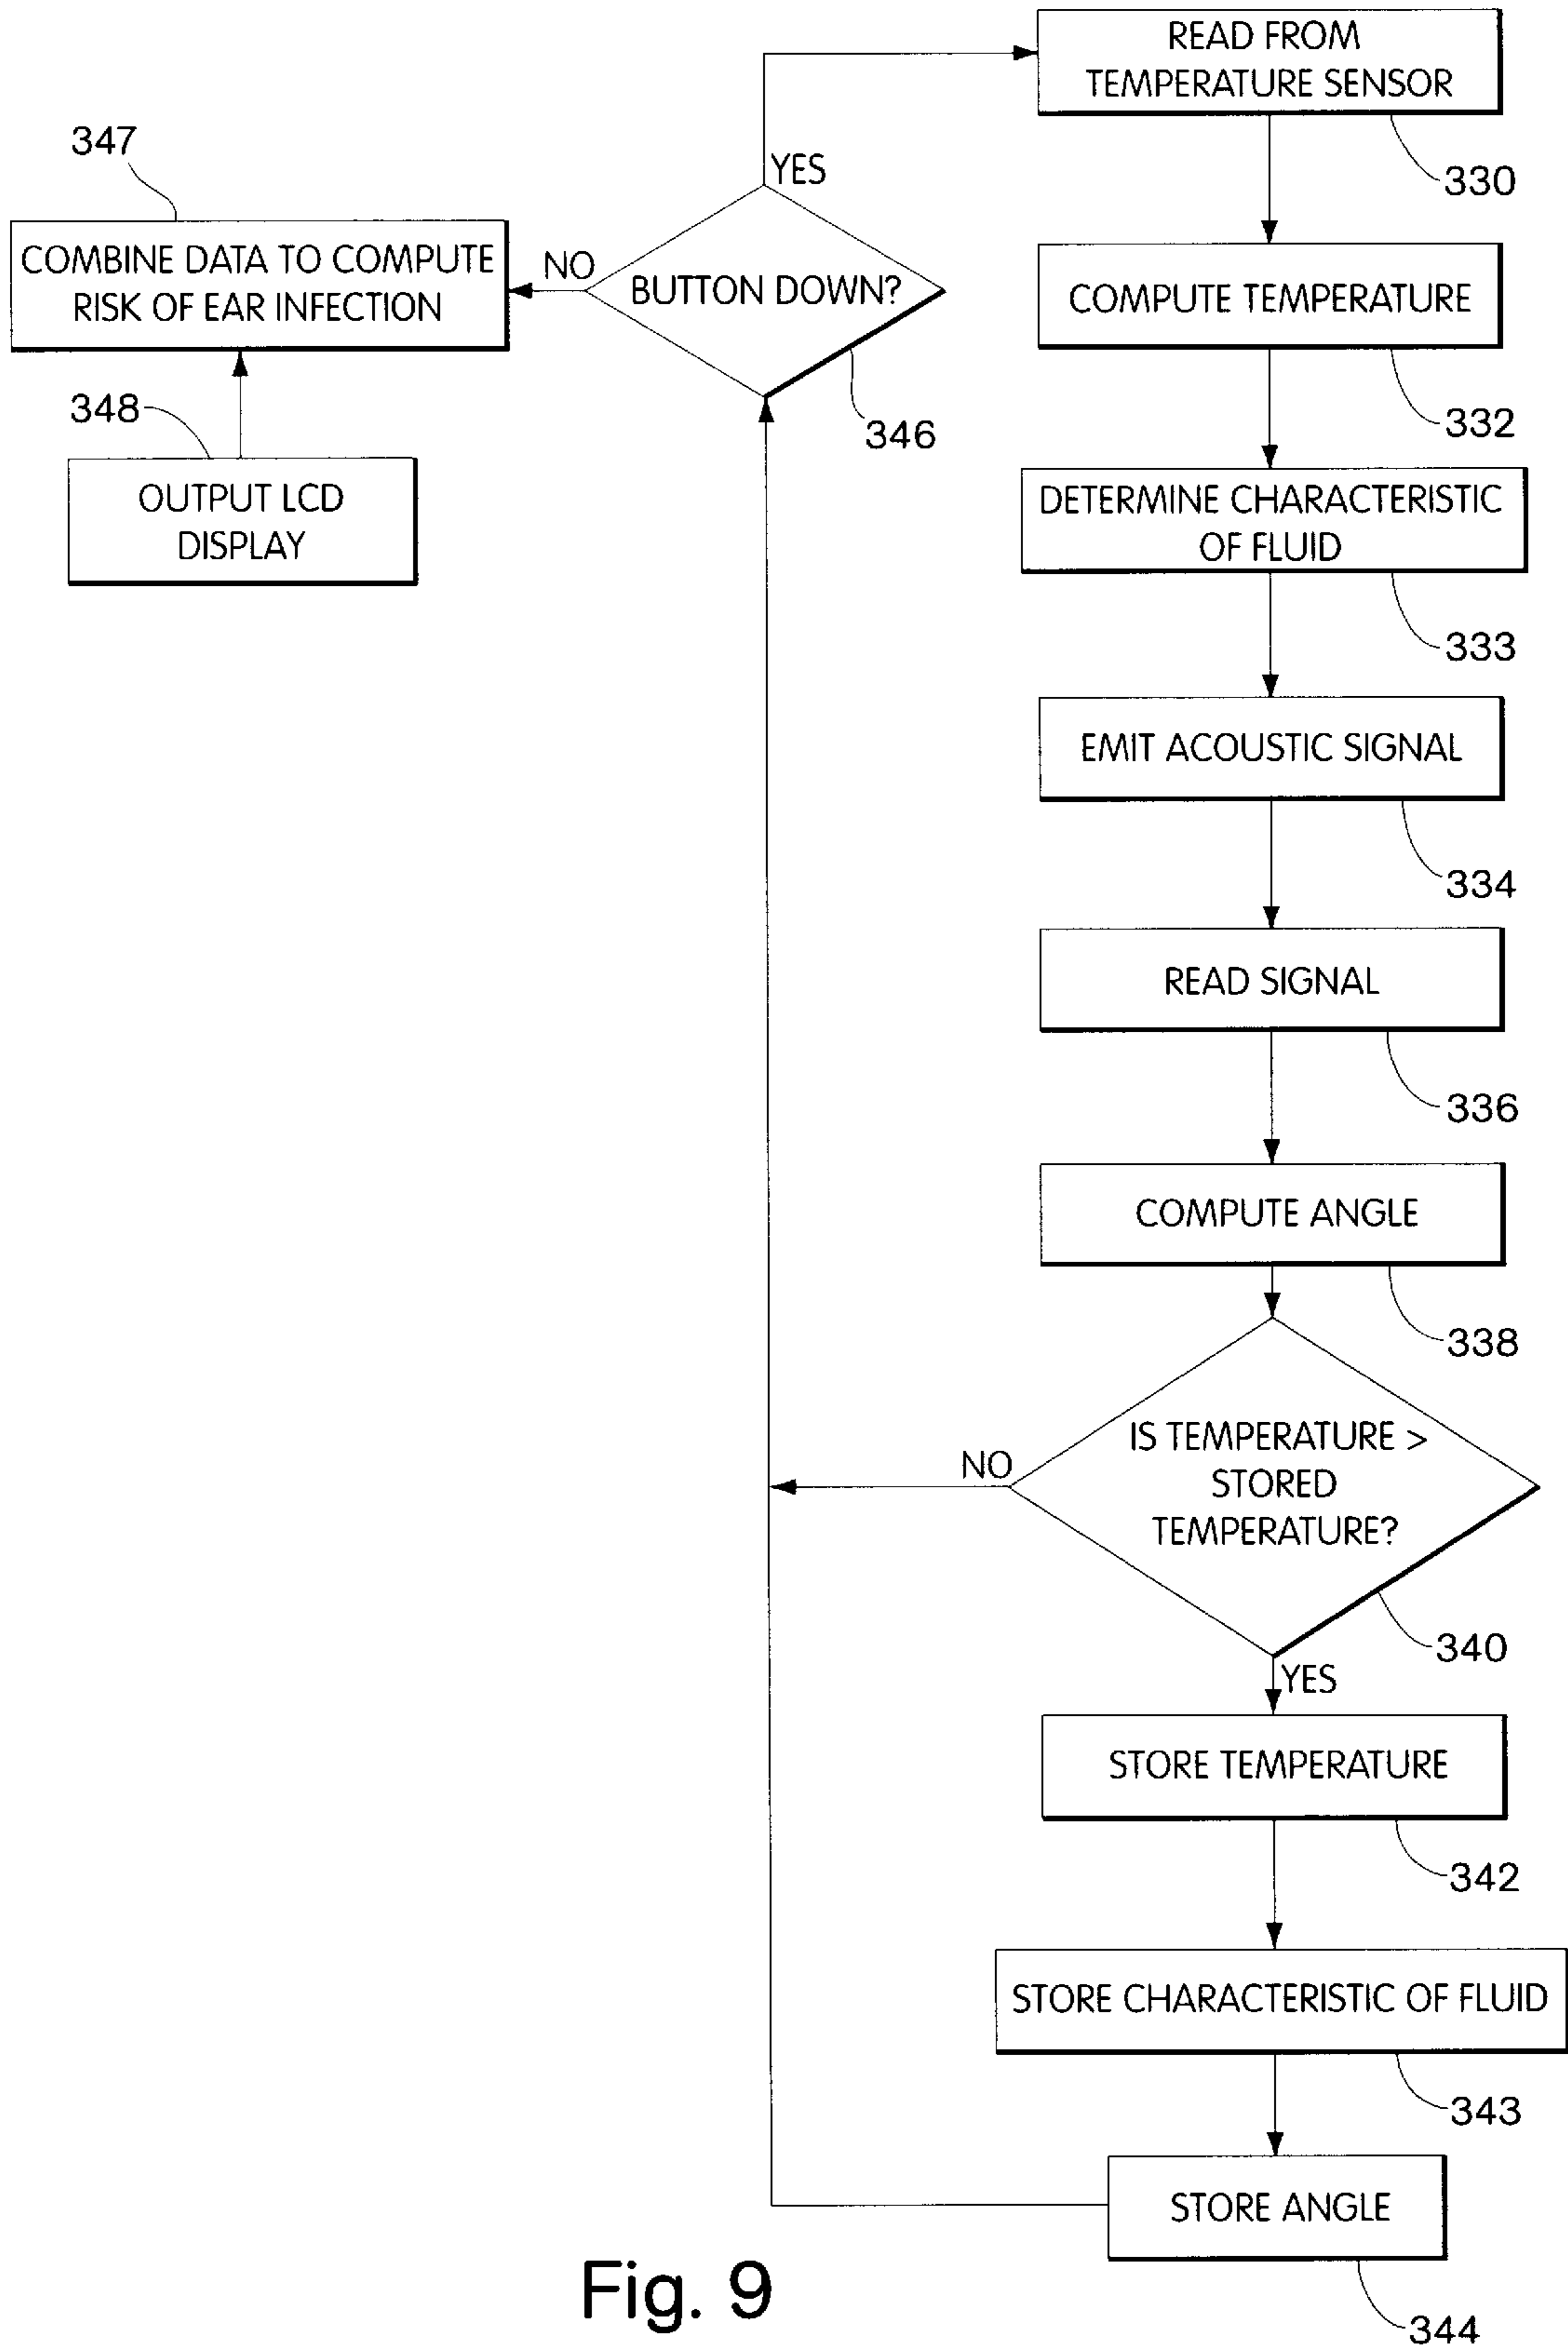 READ FROM
TEMPERATURE SENSOR
330
347
YES
COMBINE DATA TO COMPUTE
RISK OF EAR INFECTION
NO
BUTTON DOWN?
346
COMPUTE TEMPERATURE
332
348
OUTPUT LCD
DISPLAY
DETERMINE CHARACTERISTIC
OF FLUID
333
EMIT ACOUSTIC SIGNAL
334
READ SIGNAL
336
COMPUTE ANGLE
338
IS TEMPERATURE >
STORED
TEMPERATURE?
NO
340
YES
STORE TEMPERATURE
342
STORE CHARACTERISTIC OF FLUID
343
STORE ANGLE
344
Fig. 9